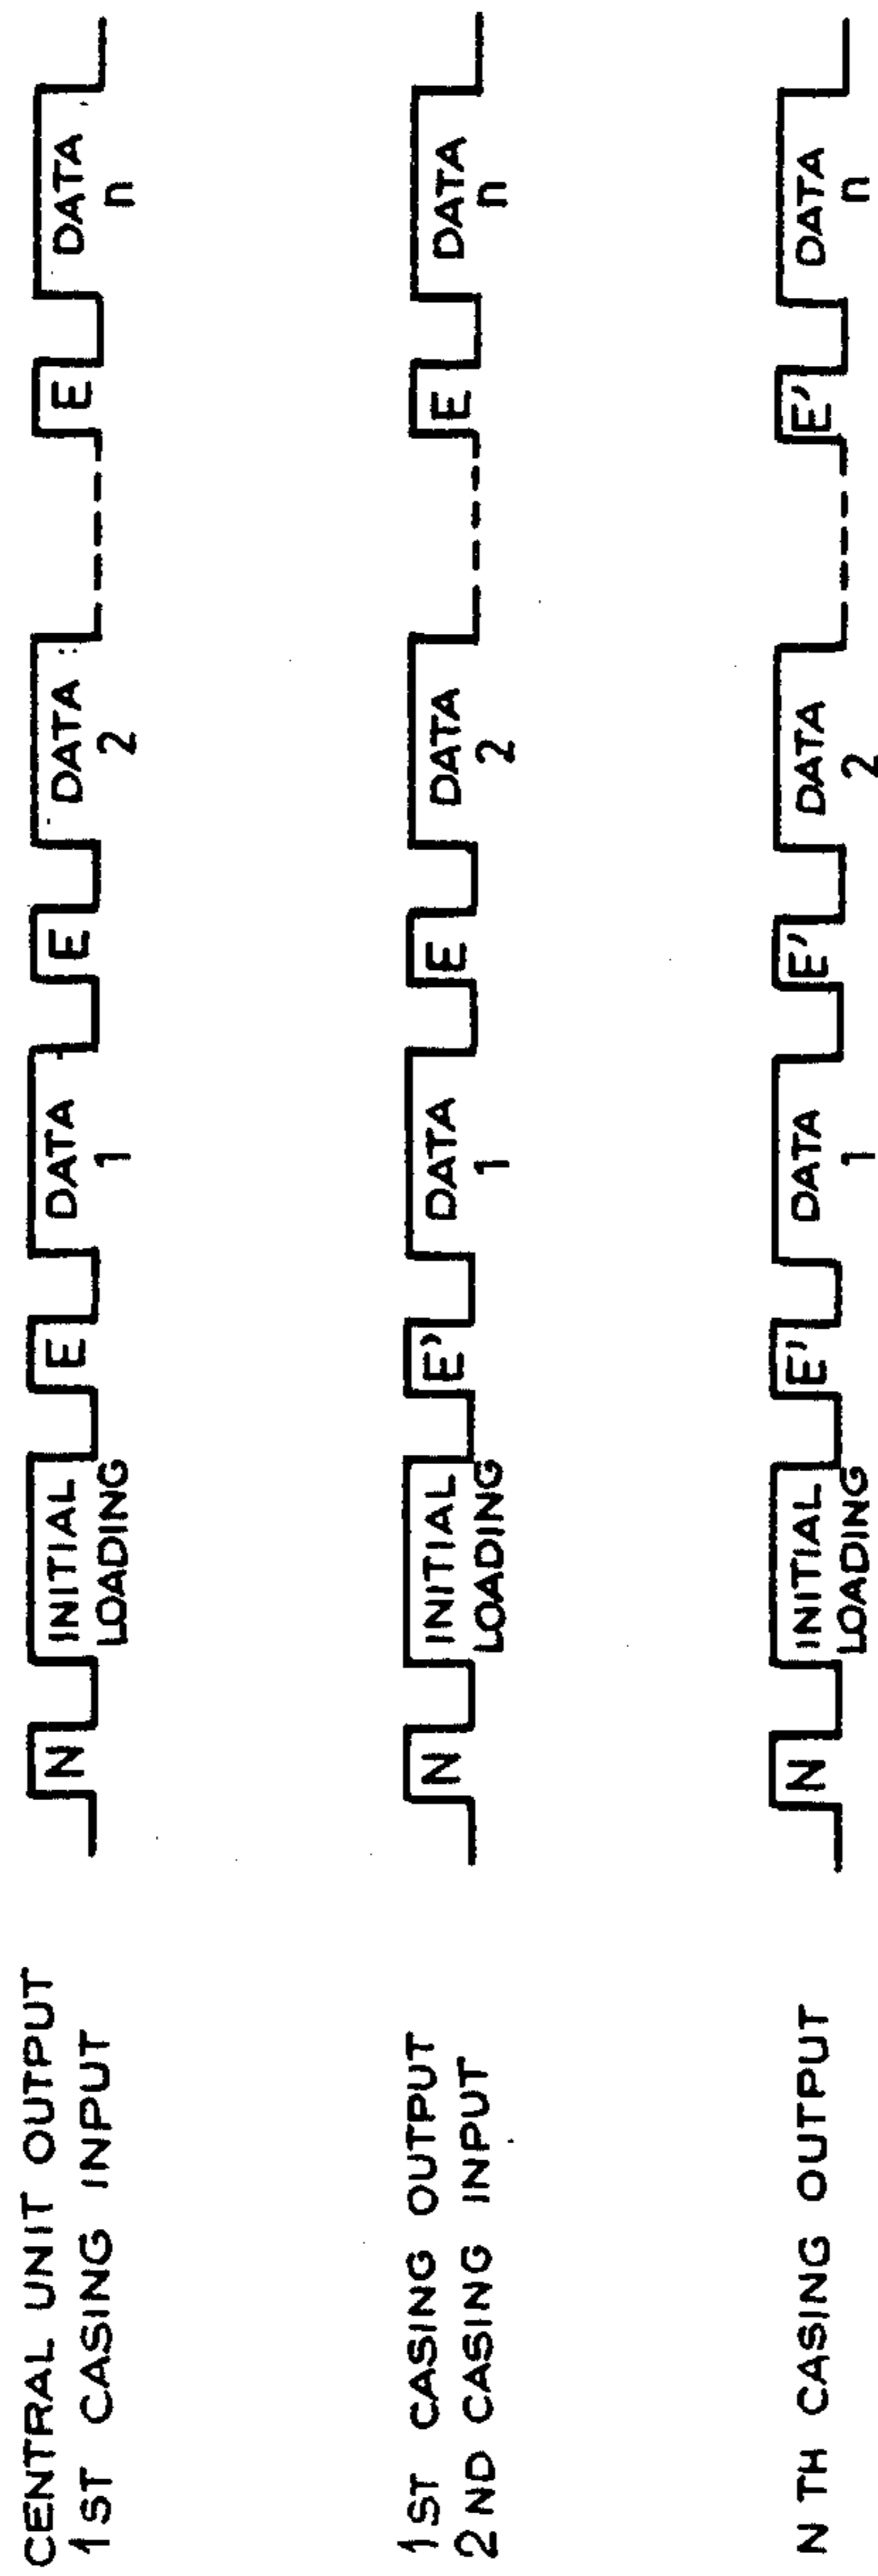 CENTRAL UNIT OUTPUT
1ST CASING INPUT
N
INITIAL
LOADING
E
DATA
1
E
DATA
2
E
DATA
n
1ST CASING OUTPUT
2ND CASING INPUT
N
INITIAL
LOADING
E'
DATA
1
E
DATA
2
E
DATA
n
N TH CASING OUTPUT
N
INITIAL
LOADING
E'
DATA
1
E'
DATA
2
E'
DATA
n